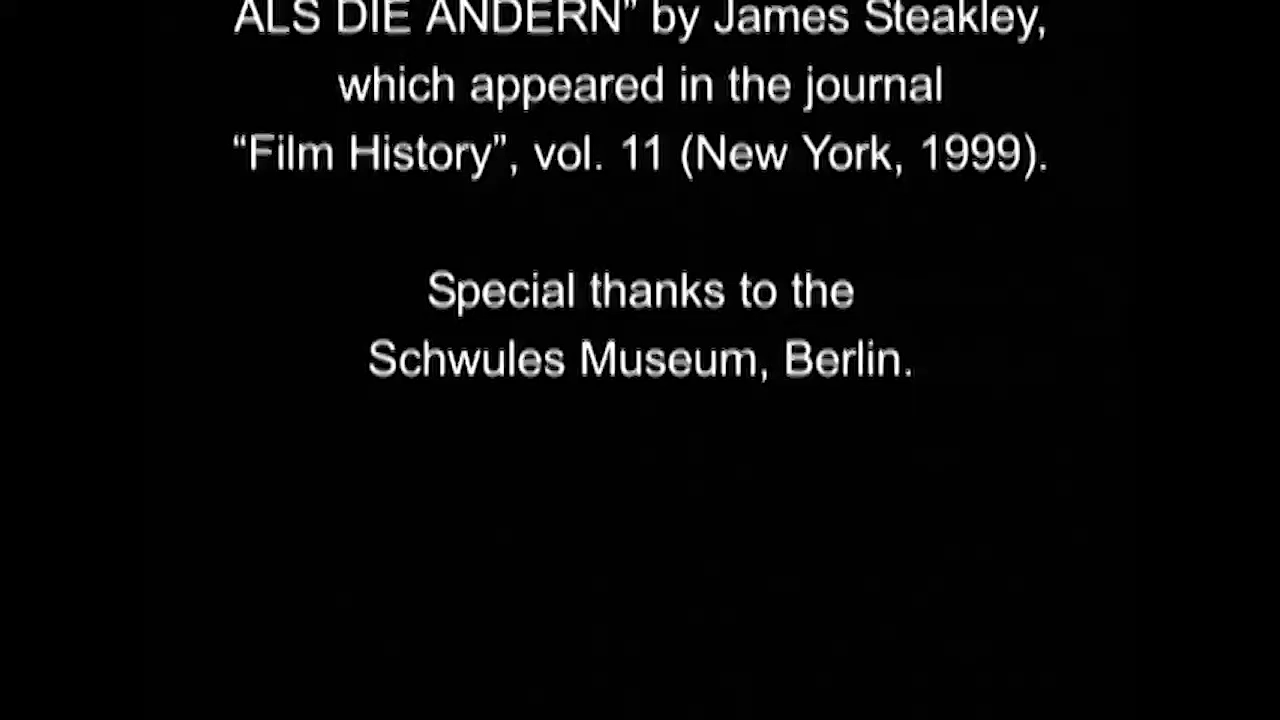 ALS DIE ANDERN” by James Steakley,
which appeared in the journal
“Film History”, vol. 11 (New York, 1999).
Special thanks to the
Schwules Museum, Berlin.